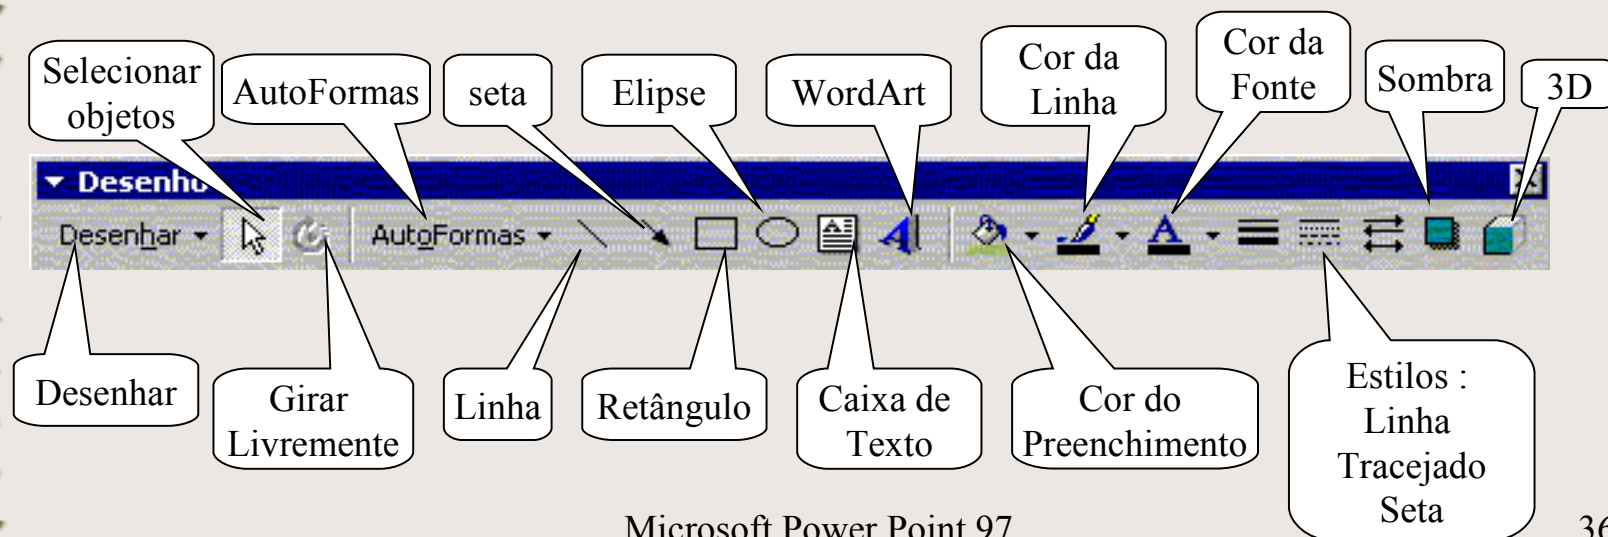 Selecionar
objetos
AutoFormas
seta
Elipse
WordArt
Cor da
Linha
Cor da
Fonte
Sombra
3D
Desenho
Desenhar
AutoFormas
Desenhar
Girar
Livremente
Linha
Retângulo
Caixa de
Texto
Cor do
Preenchimento
Estilos :
Linha
Tracejado
Seta
Microsoft Power Point 97
36